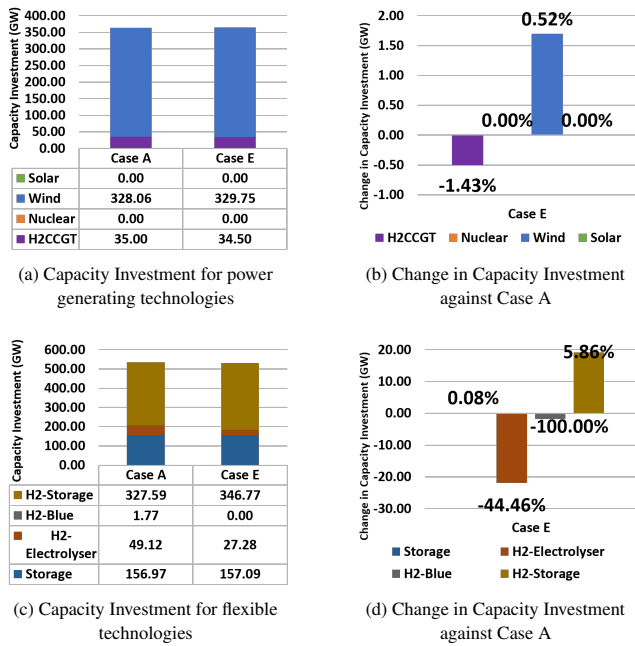 Capacity Investment (GW)
400.00
350.00
300.00
250.00
200.00
150.00
100.00
50.00
0.00
Case A Case E
Solar 0.00 0.00
Wind 328.06 329.75
Nuclear 0.00 0.00
H2CCGT 35.00 34.50
(a) Capacity Investment for power
generating technologies
Change in Capacity Investment (GW)
2.00
1.50
1.00
0.50
0.00
-0.50
-1.00
0.52%
0.00% 0.00%
-1.43%
Case E
H2CCGT Nuclear Wind Solar
(b) Change in Capacity Investment
against Case A
Capacity Investment (GW)
600.00
500.00
400.00
300.00
200.00
100.00
0.00
Case A Case E
H2-Storage 327.59 346.77
H2-Blue 1.77 0.00
H2-
Electrolyser 49.12 27.28
Storage 156.97 157.09
(c) Capacity Investment for flexible
technologies
Change in Capacity Investment (GW)
20.00
10.00
0.00
-10.00
-20.00
-30.00
5.86%
0.08%
-100.00%
-44.46%
Case E
Storage H2-Electrolyser
H2-Blue H2-Storage
(d) Change in Capacity Investment
against Case A